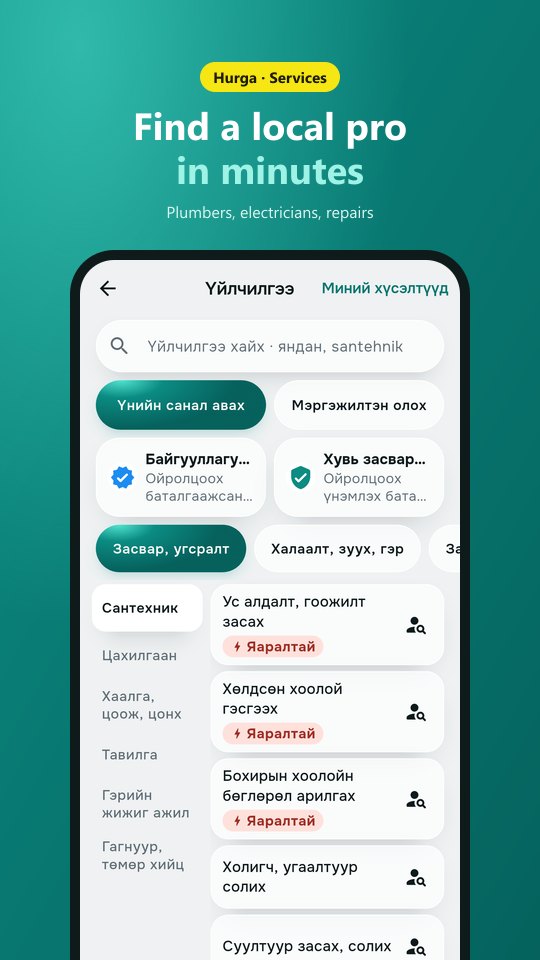 Hurga · Services
Find a local pro
in minutes
Plumbers, electricians, repairs
Үйлчилгээ
Миний хүсэлтүүд
Үйлчилгээ хайх · яндан, santehnik
Үнийн санал авах
Мэргэжилтэн олох
Байгууллагу...
Ойролцоох
баталгаажсан...
Хувь засвар...
Ойролцоох
үнэмлэх бата...
Засвар, угсралт
Халаалт, зуух, гэр
За
Сантехник
Цахилгаан
Хаалга,
цоож, цонх
Тавилга
Гэрийн
жижиг ажил
Гагнуур,
төмөр хийц
Ус алдалт, гоожилт
засах
Яаралтай
Хөлдсөн хоолой
гэсгээх
Яаралтай
Бохирын хоолойн
бөглөрөл арилгах
Яаралтай
Холигч, угаалтуур
солих
Суултуур засах, солих